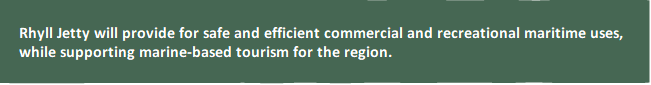 Rhyll Jetty will provide for safe and efficient commercial and recreational maritime uses,
while supporting marine-based tourism for the region.